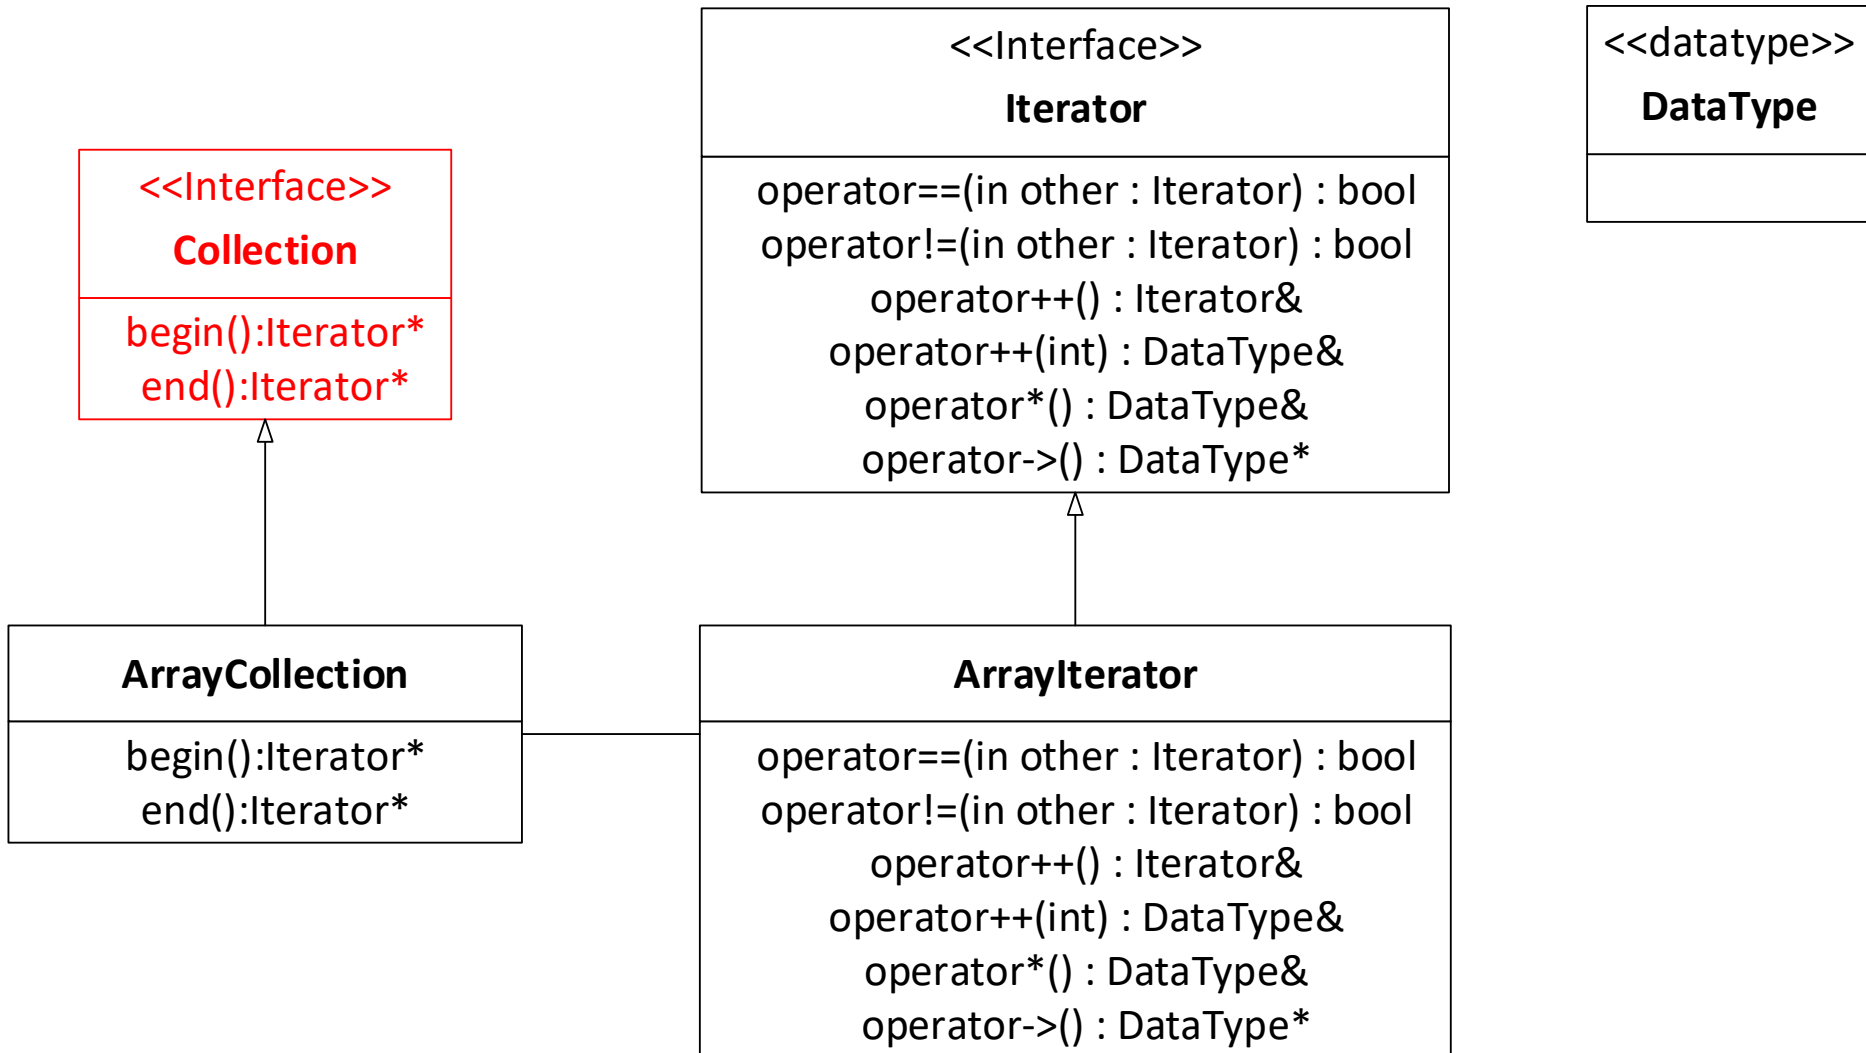 <<Interface>>
Iterator
operator==(in other : Iterator) : bool
operator!=(in other : Iterator) : bool
operator++() : Iterator&
operator++(int) : DataType&
operator*() : DataType&
operator->() : DataType*
<<datatype>>
DataType
<<Interface>>
Collection
begin():Iterator*
end():Iterator*
ArrayCollection
begin():Iterator*
end():Iterator*
ArrayIterator
operator==(in other : Iterator) : bool
operator!=(in other : Iterator) : bool
operator++() : Iterator&
operator++(int) : DataType&
operator*() : DataType&
operator->() : DataType*